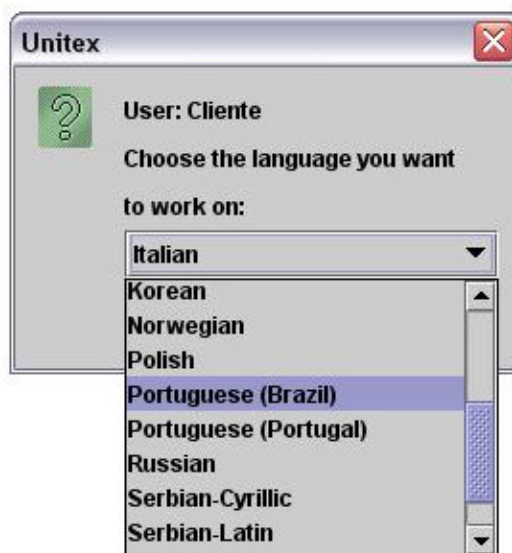 Unitex
User: Cliente
Choose the language you want
to work on:
Italian
Korean
Norwegian
Polish
Portuguese (Brazil)
Portuguese (Portugal)
Russian
Serbian-Cyrillic
Serbian-Latin